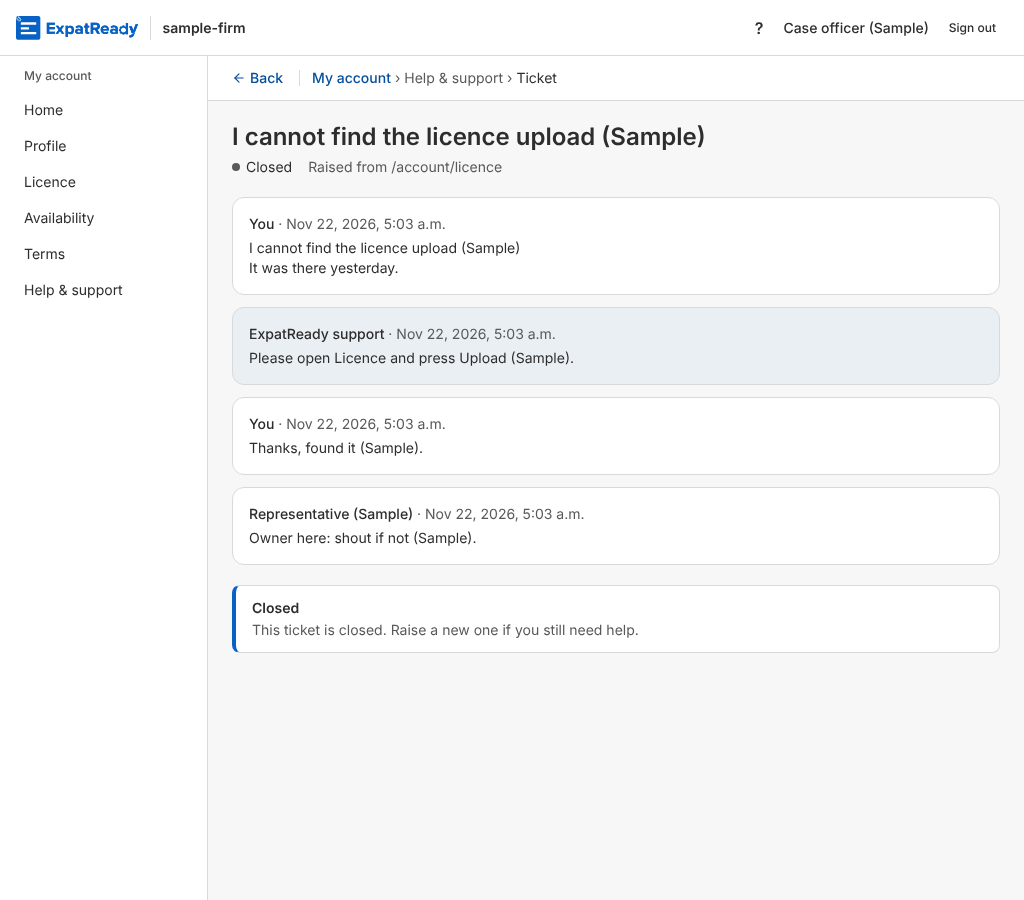 ExpatReady
sample-firm
?
Case officer (Sample)
Sign out
My account
Home
Profile
Licence
Availability
Terms
Help & support
← Back
My account › Help & support › Ticket
I cannot find the licence upload (Sample)
Closed
Raised from /account/licence
You · Nov 22, 2026, 5:03 a.m.
I cannot find the licence upload (Sample)
It was there yesterday.
ExpatReady support · Nov 22, 2026, 5:03 a.m.
Please open Licence and press Upload (Sample).
You · Nov 22, 2026, 5:03 a.m.
Thanks, found it (Sample).
Representative (Sample) · Nov 22, 2026, 5:03 a.m.
Owner here: shout if not (Sample).
Closed
This ticket is closed. Raise a new one if you still need help.